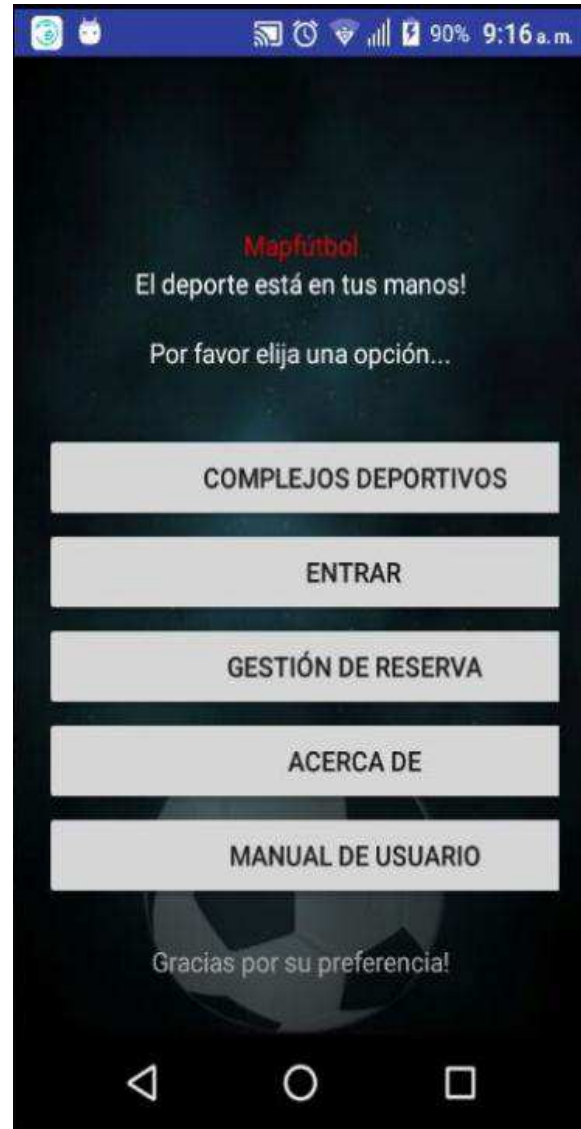 90% 9:16 a. m.
Mapfútbol
El deporte está en tus manos!
Por favor elija una opción...
COMPLEJOS DEPORTIVOS
ENTRAR
GESTIÓN DE RESERVA
ACERCA DE
MANUAL DE USUARIO
Gracias por su preferencia!